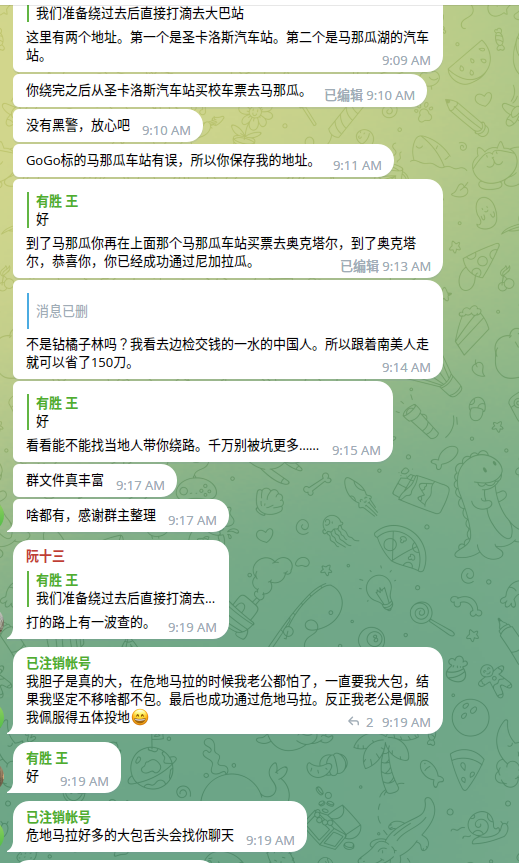 我们准备绕过去后直接打滴去大巴站
这里有两个地址。第一个是圣卡洛斯汽车站。第二个是马那瓜湖的汽车
站。 9:09 AM
你绕完之后从圣卡洛斯汽车站买校车票去马那瓜。 已编辑 9:10 AM
没有黑警，放心吧 9:10 AM
GoGo标的马那瓜车站有误，所以你保存我的地址。 9:11 AM
有胜 王
好
到了马那瓜你再在上面那个马那瓜车站买票去奥克塔尔，到了奥克塔
尔，恭喜你，你已经成功通过尼加拉瓜。 已编辑 9:13 AM
消息已删
不是钻橘子林吗？我看去边检交钱的一水的中国人。所以跟着南美人走
就可以省了150刀。 9:14 AM
有胜 王
好
看看能不能找当地人带你绕路。千万别被坑更多…… 9:15 AM
群文件真丰富 9:17 AM
啥都有，感谢群主整理 9:17 AM
阮十三
有胜 王
我们准备绕过去后直接打滴去...
打的路上有一波查的。 9:19 AM
已注销帐号
我胆子是真的大，在危地马拉的时候我老公都怕了，一直要我大包，结
果我坚定不移啥都不包。最后也成功通过危地马拉。反正我老公是佩服
我佩服得五体投地😄 2 9:19 AM
有胜 王
好 9:19 AM
已注销帐号
危地马拉好多的大包舌头会找你聊天 9:19 AM